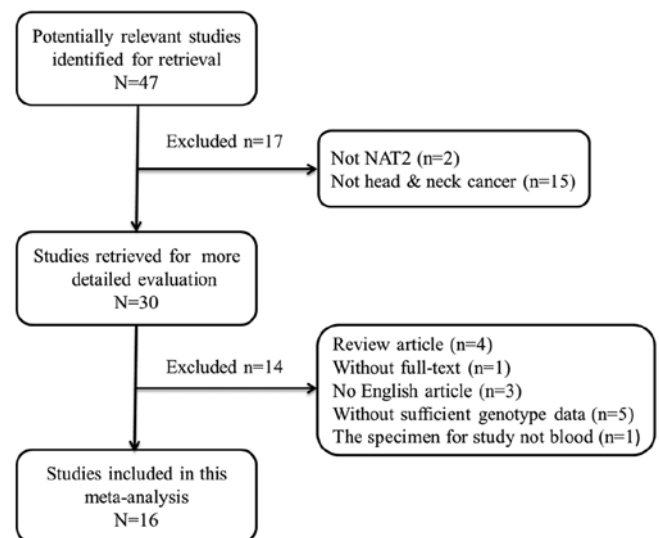 Potentially relevant studies
identified for retrieval
N=47
Excluded n=17
Not NAT2 (n=2)
Not head & neck cancer (n=15)
Studies retrieved for more
detailed evaluation
N=30
Excluded n=14
Review article (n=4)
Without full-text (n=1)
No English article (n=3)
Without sufficient genotype data (n=5)
The specimen for study not blood (n=1)
Studies included in this
meta-analysis
N=16